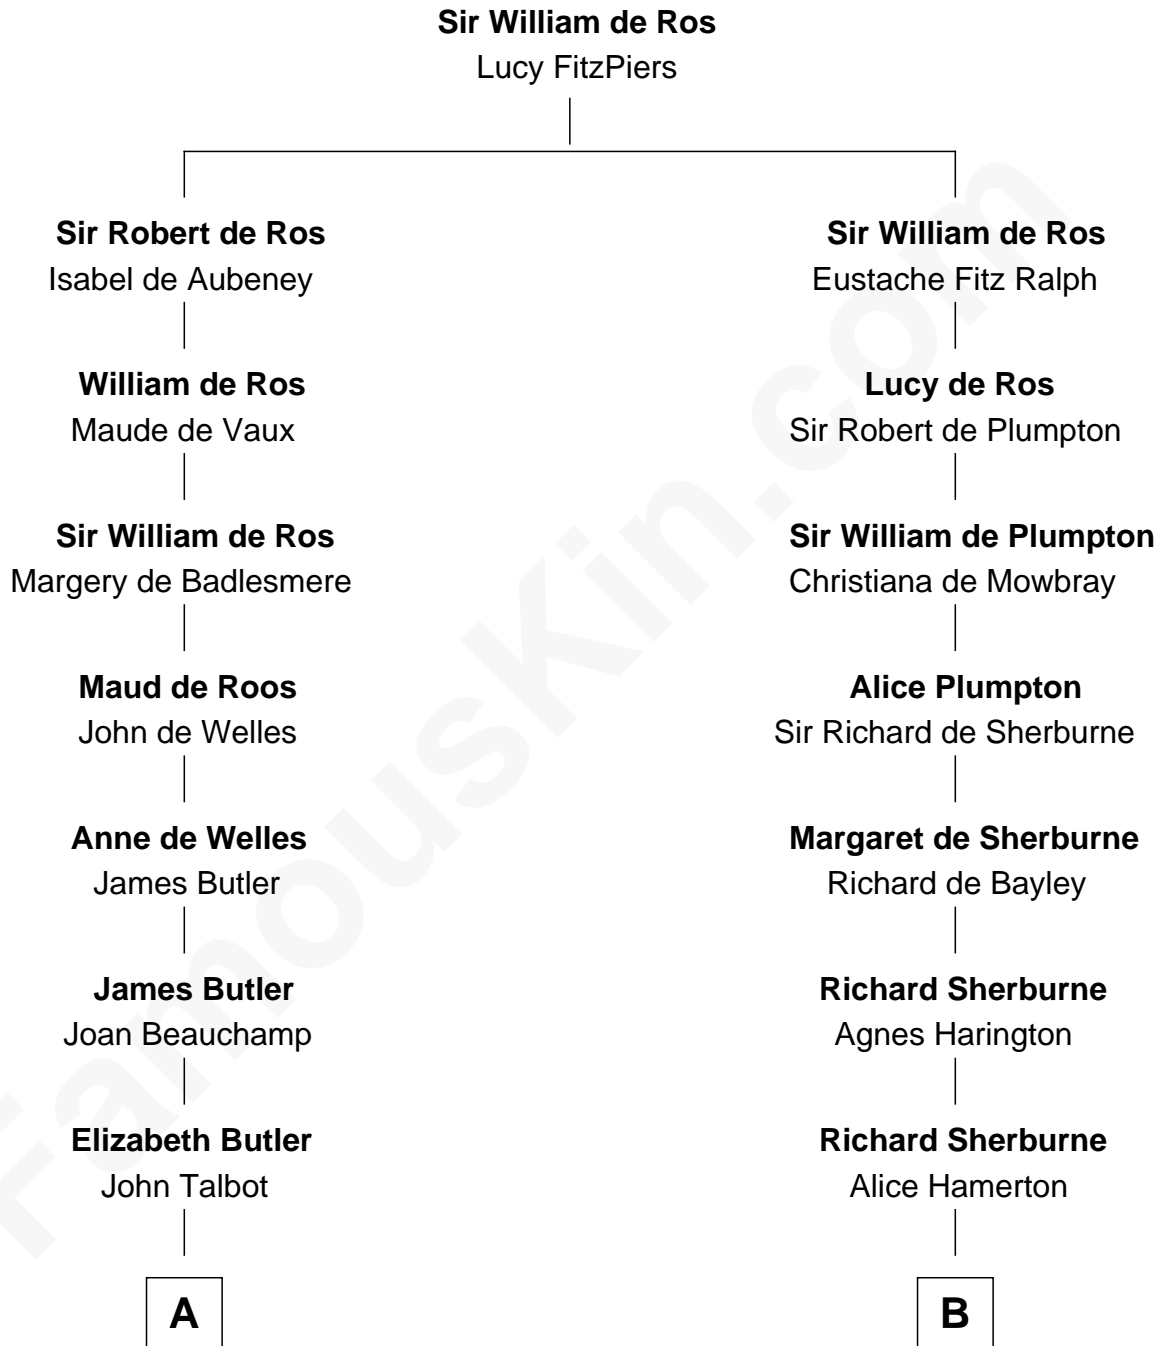 Sir William de Ros
Lucy FitzPiers
Sir Robert de Ros
Isabel de Aubeney
Sir William de Ros
Eustache Fitz Ralph
William de Ros
Maude de Vaux
Lucy de Ros
Sir Robert de Plumpton
Sir William de Ros
Margery de Badlesmere
Sir William de Plumpton
Christiana de Mowbray
Maud de Roos
John de Welles
Alice Plumpton
Sir Richard de Sherburne
Anne de Welles
James Butler
Margaret de Sherburne
Richard de Bayley
James Butler
Joan Beauchamp
Richard Sherburne
Agnes Harington
Elizabeth Butler
John Talbot
Richard Sherburne
Alice Hamerton
A
B
FamousKin.com